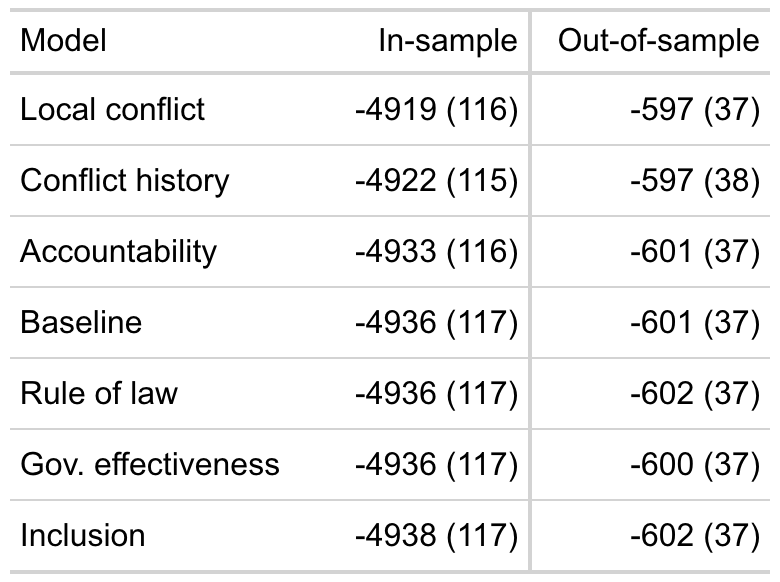 Model In-sample Out-of-sample
Local conflict -4919 (116) -597 (37)
Conflict history -4922 (115) -597 (38)
Accountability -4933 (116) -601 (37)
Baseline -4936 (117) -601 (37)
Rule of law -4936 (117) -602 (37)
Gov. effectiveness -4936 (117) -600 (37)
Inclusion -4938 (117) -602 (37)